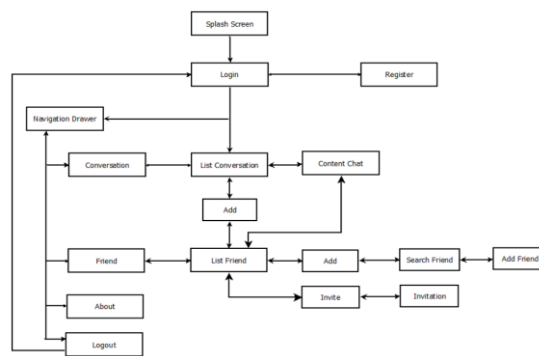 Splash Screen
Login
Register
Navigation Drawer
Conversation
List Conversation
Content Chat
Add
Friend
List Friend
Add
Search Friend
Add Friend
Invite
Invitation
About
Logout